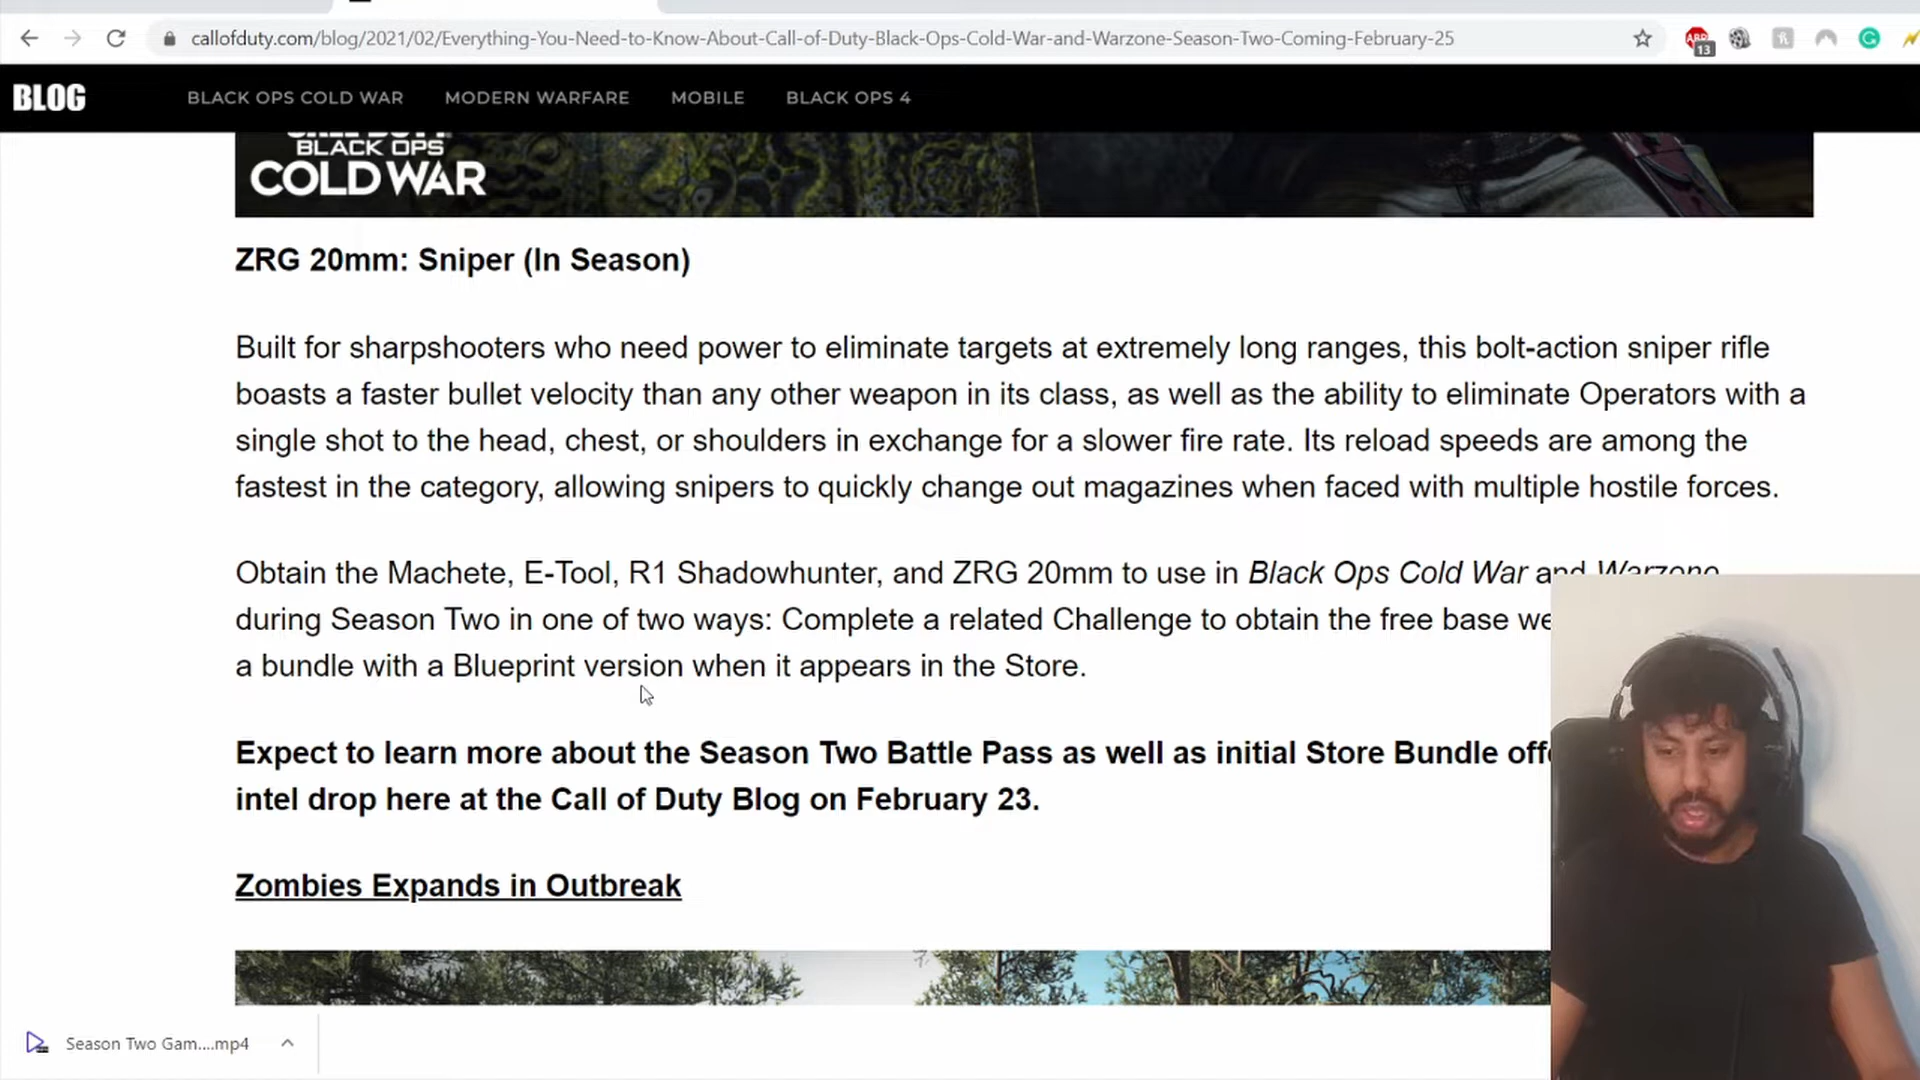 callofduty.com/blog/2021/02/Everything-You-Need-to-Know-About-Call-of-Duty-Black-Ops-Cold-War-and-Warzone-Season-Two-Coming-February-25
ABP
13
BLOG
BLACK OPS COLD WAR
MODERN WARFARE
MOBILE
BLACK OPS 4
CALL OF DUTY
BLACK OPS
COLD WAR
ZRG 20mm: Sniper (In Season)
Built for sharpshooters who need power to eliminate targets at extremely long ranges, this bolt-action sniper rifle
boasts a faster bullet velocity than any other weapon in its class, as well as the ability to eliminate Operators with a
single shot to the head, chest, or shoulders in exchange for a slower fire rate. Its reload speeds are among the
fastest in the category, allowing snipers to quickly change out magazines when faced with multiple hostile forces.
Obtain the Machete, E-Tool, R1 Shadowhunter, and ZRG 20mm to use in Black Ops Cold War and Warzone
during Season Two in one of two ways: Complete a related Challenge to obtain the free base we
a bundle with a Blueprint version when it appears in the Store.
Expect to learn more about the Season Two Battle Pass as well as initial Store Bundle offe
intel drop here at the Call of Duty Blog on February 23.
Zombies Expands in Outbreak
Season Two Gam....mp4